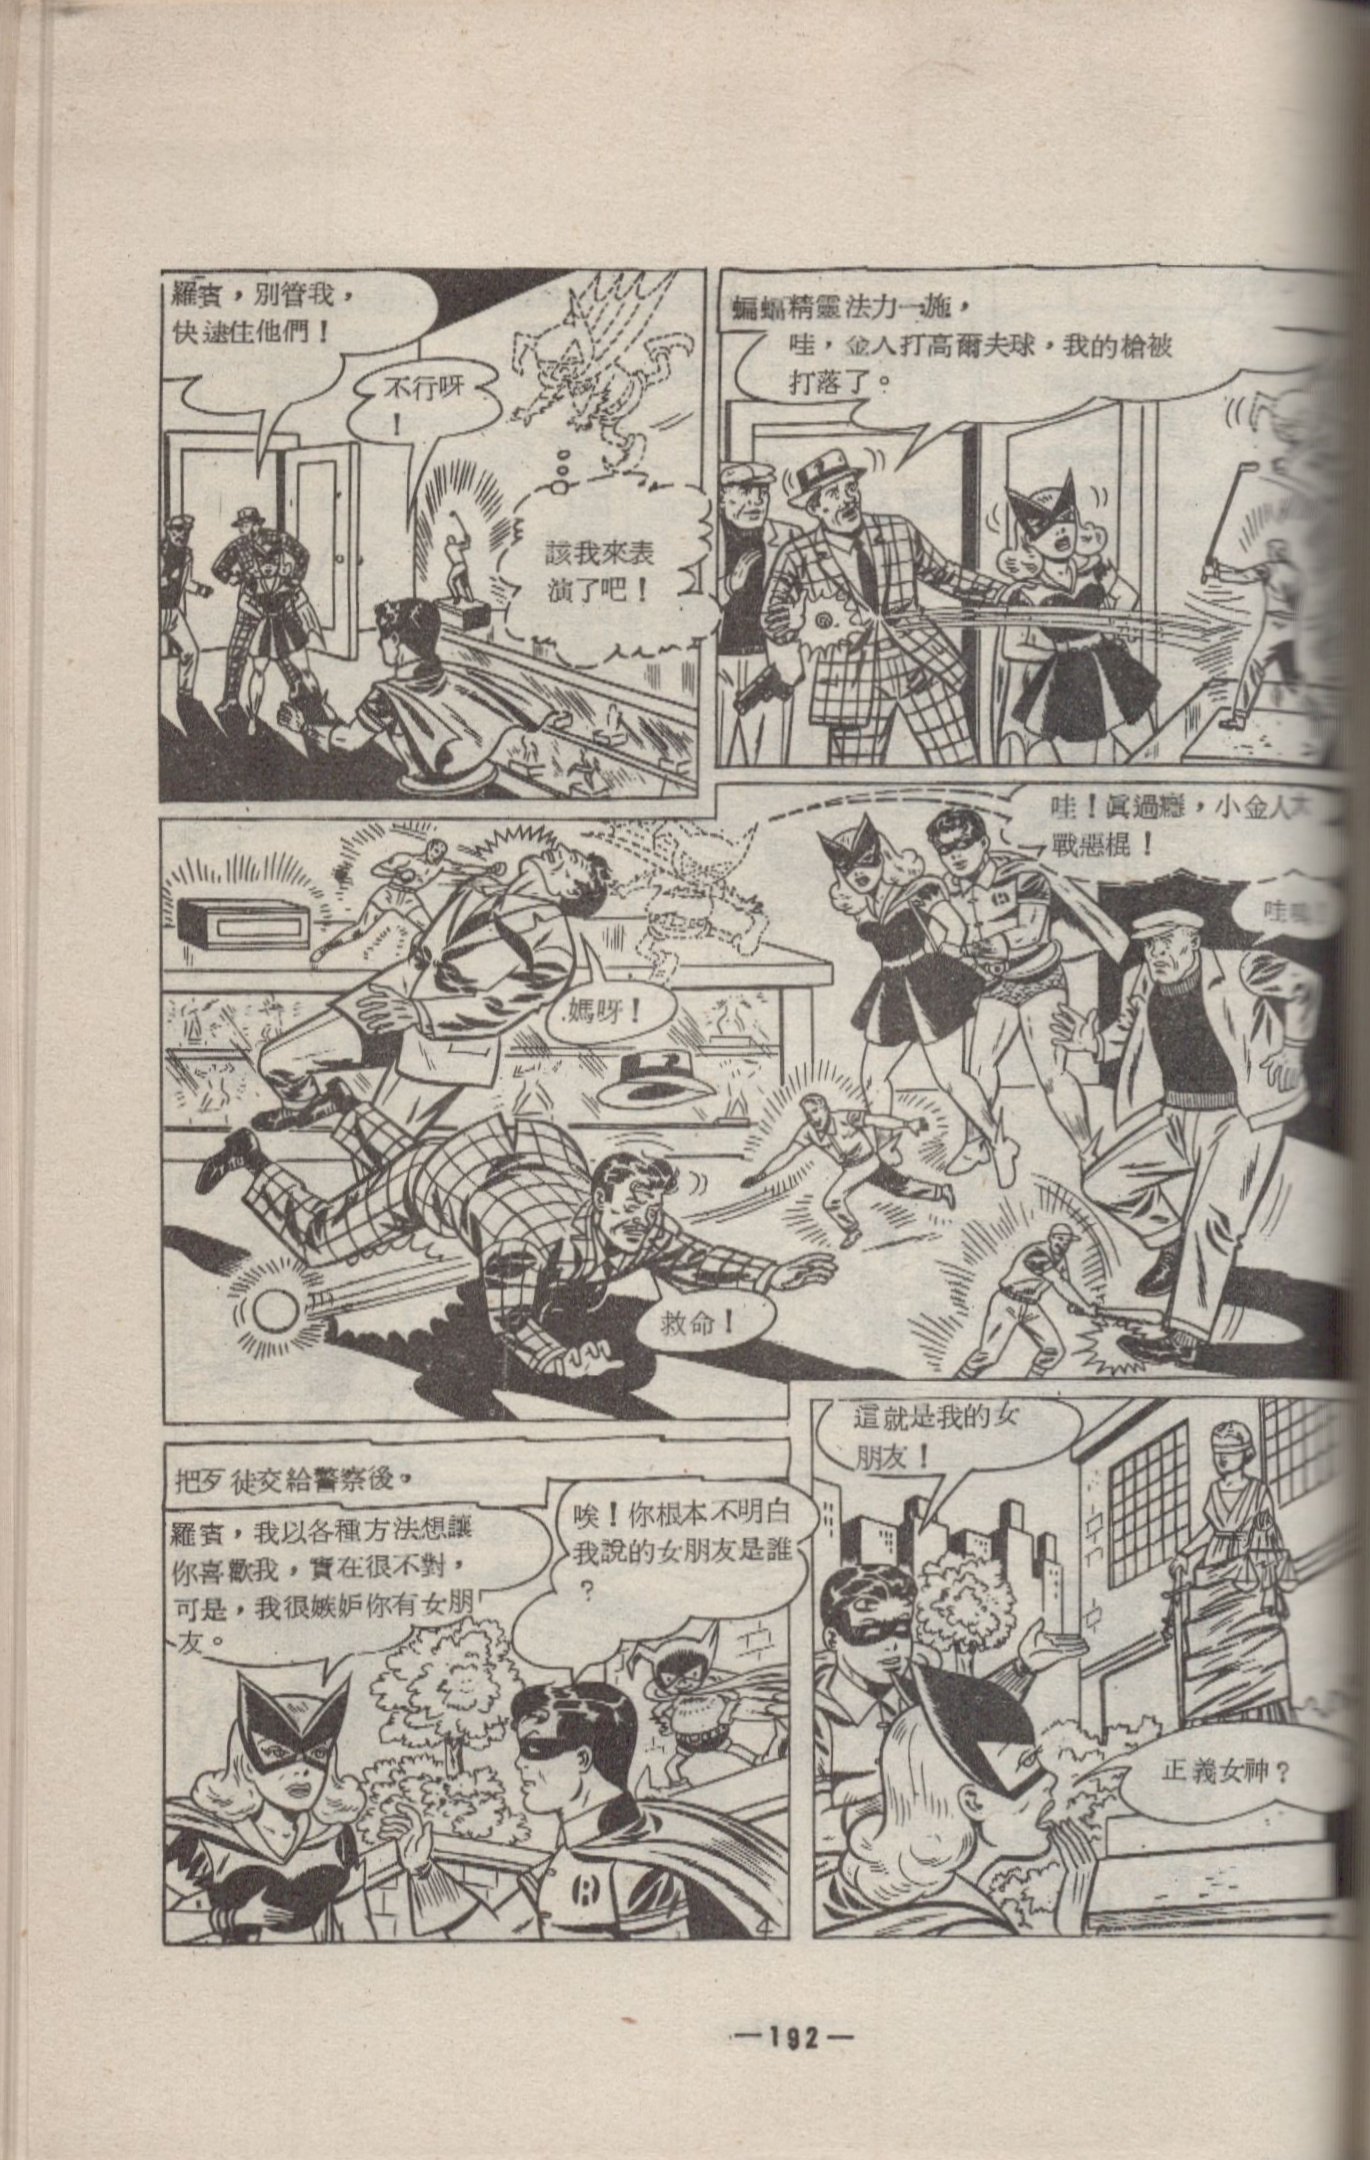 羅賓，別管我，
快逮住他們！
不行呀
！
該我來表
演了吧！
蝙蝠精靈法力一施，
哇，金人打高爾夫球，我的槍被
打落了。
哇！眞過癮，小金人大
戰惡棍！
媽呀！
救命！
把歹徒交給警察後。
羅賓，我以各種方法想讓
你喜歡我，實在很不對，
可是，我很嫉妒你有女朋
友。
唉！你根本不明白
我說的女朋友是誰
？
R
4
這就是我的女
朋友！
正義女神？
—192—